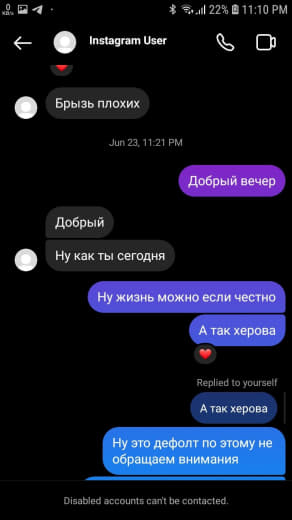 0
KB/s
22%
11:10 PM
Instagram User
Брызь плохих
Jun 23, 11:21 PM
Добрый вечер
Добрый
Ну как ты сегодня
Ну жизнь можно если честно
А так херова
Replied to yourself
А так херова
Ну это дефолт по этому не
обращаем внимания
Disabled accounts can't be contacted.